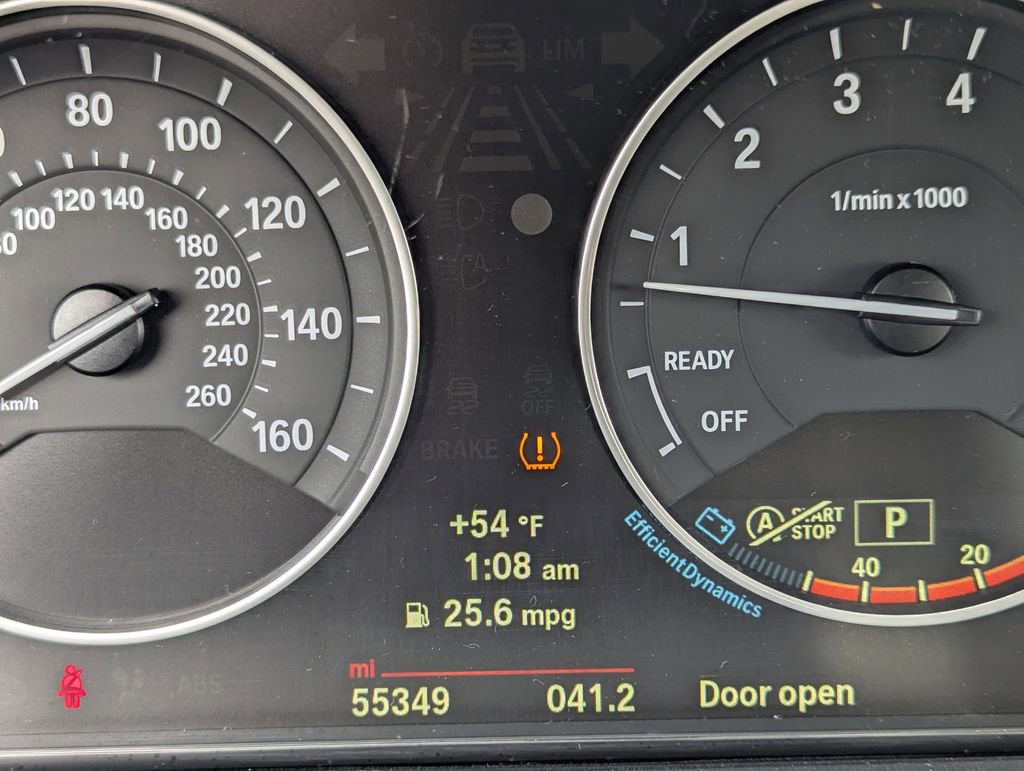 LIM
80
100
120
140
160
100 120 140
160
180
200
220
240
260
km/h
1
2
3
4
1/min x 1000
READY
OFF
OFF
BRAKE
+54 °F
1:08 am
25.6 mpg
EfficientDynamics
A START
STOP
P
40
20
ABS
mi
55349
041.2
Door open